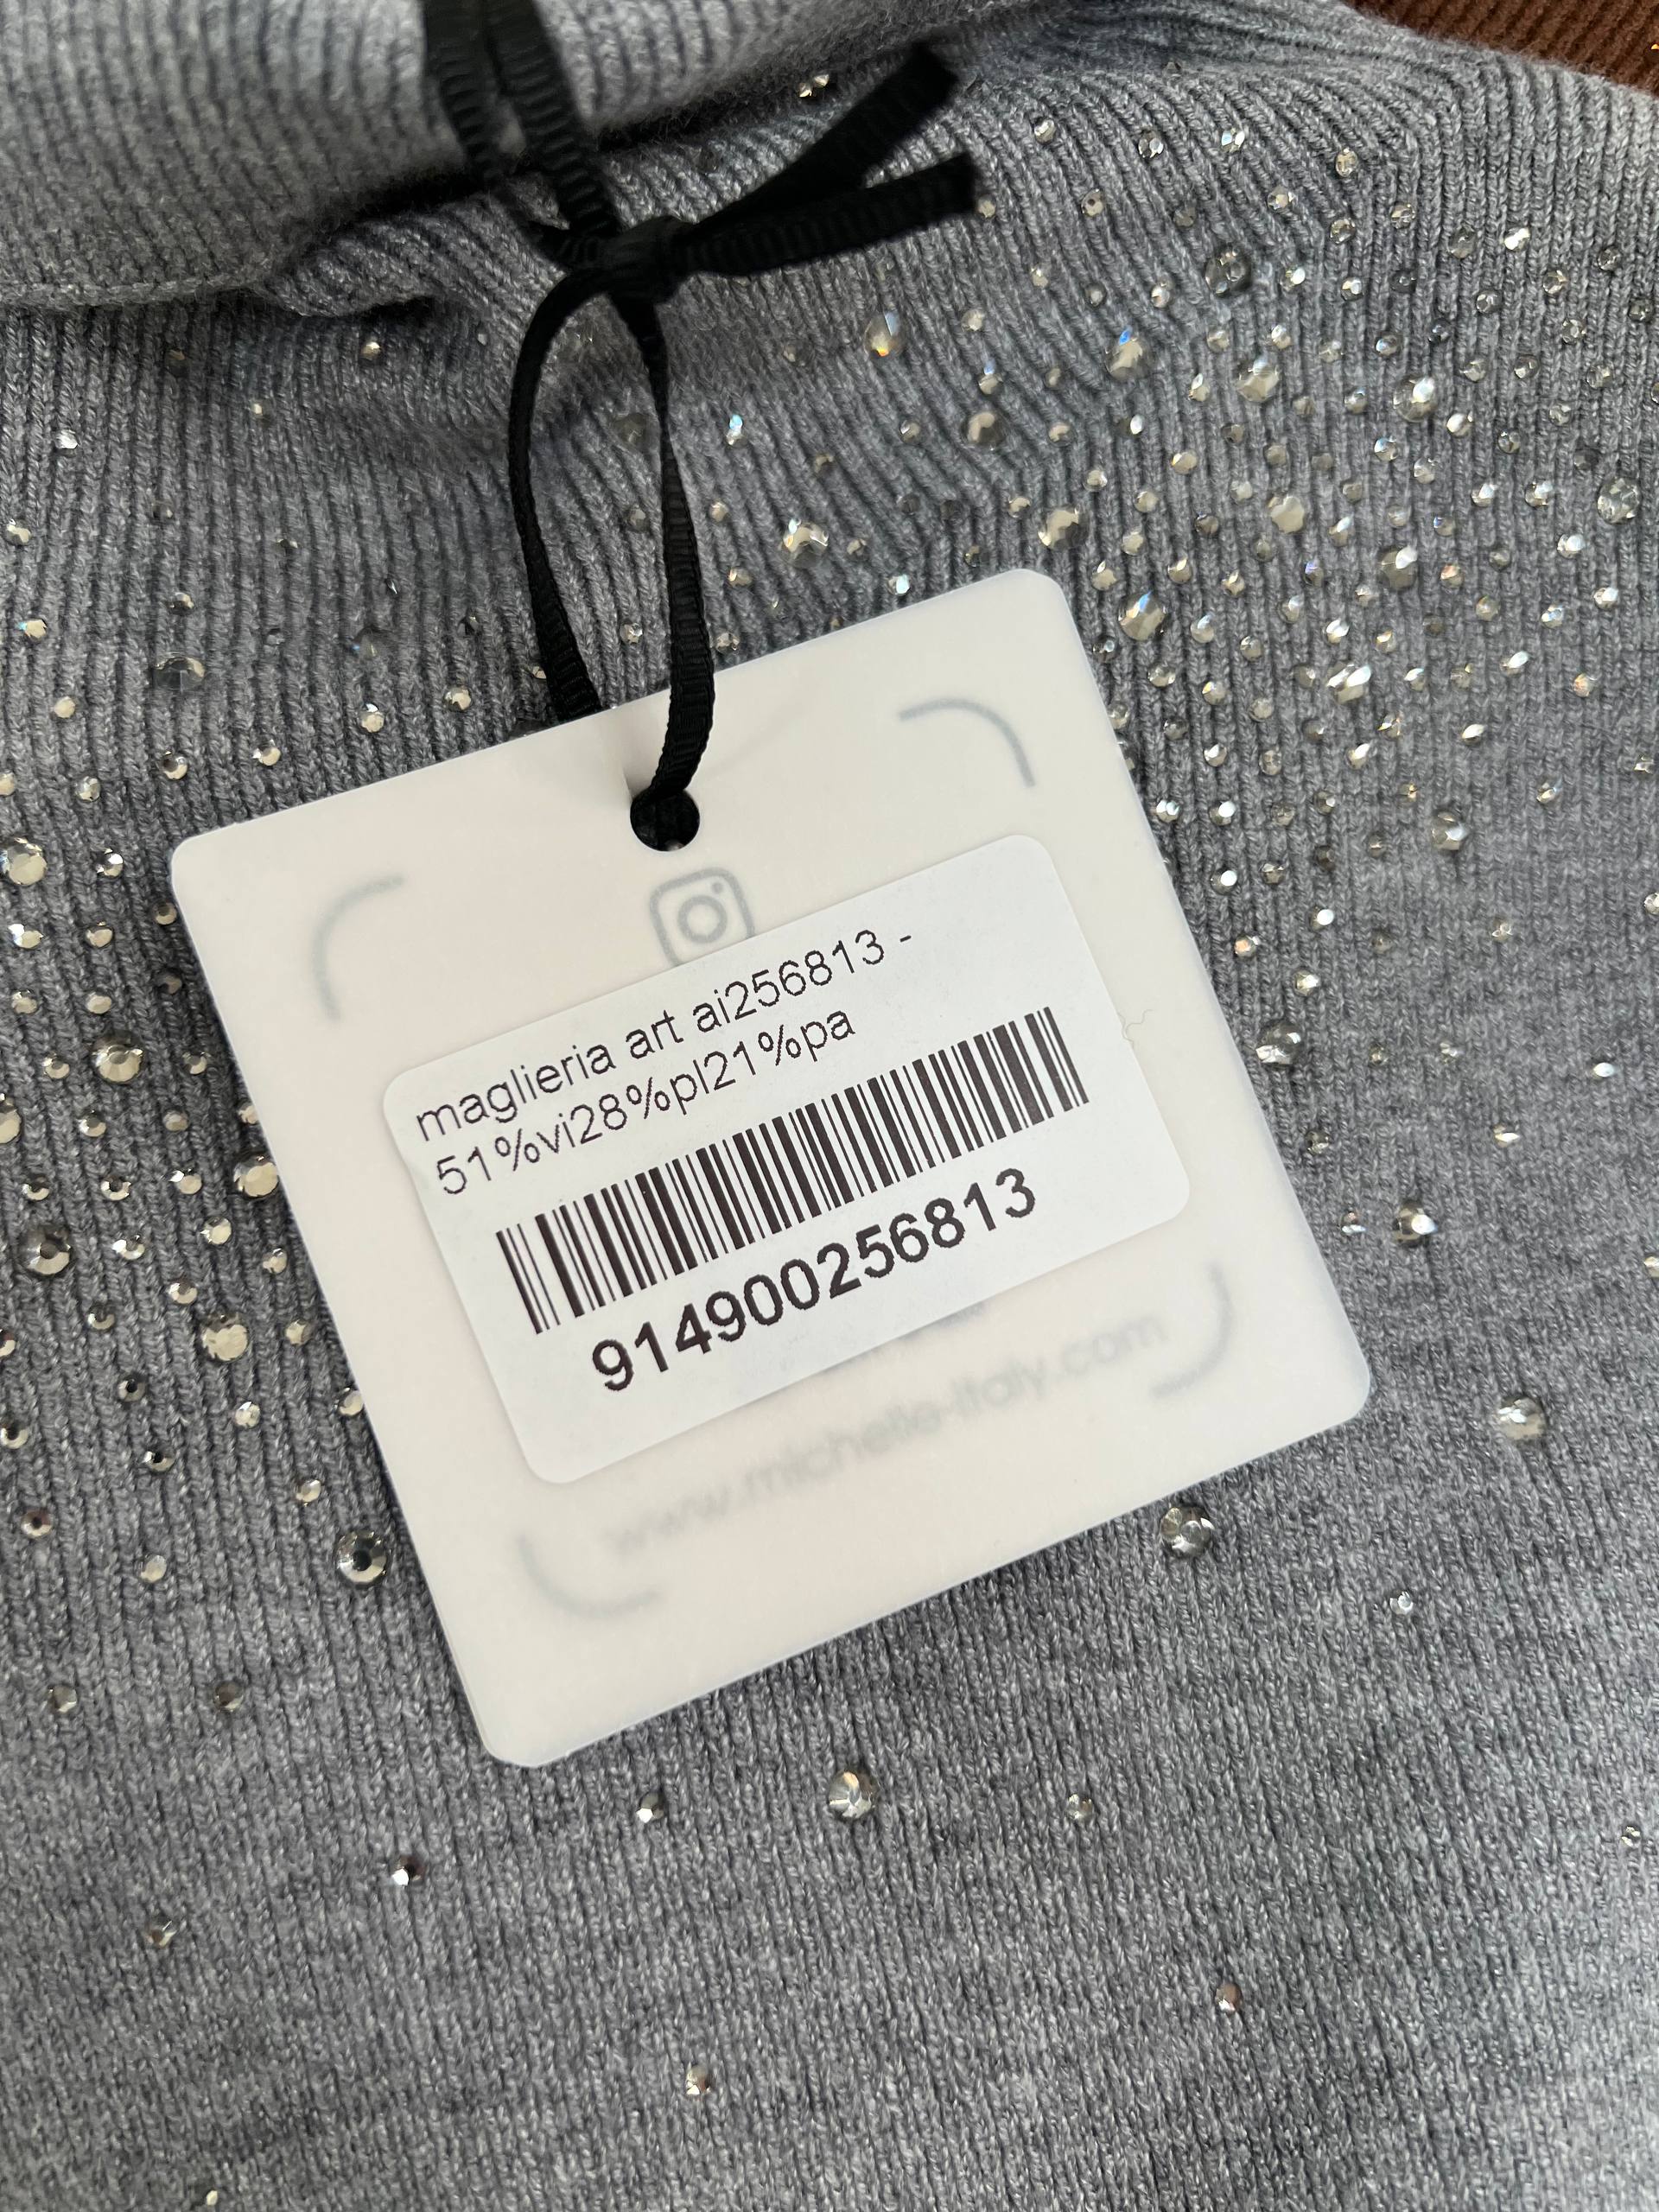 maglieria art ai256813 -
51%vi28%pl21%pa
914900256813
www.michelle-italy.com